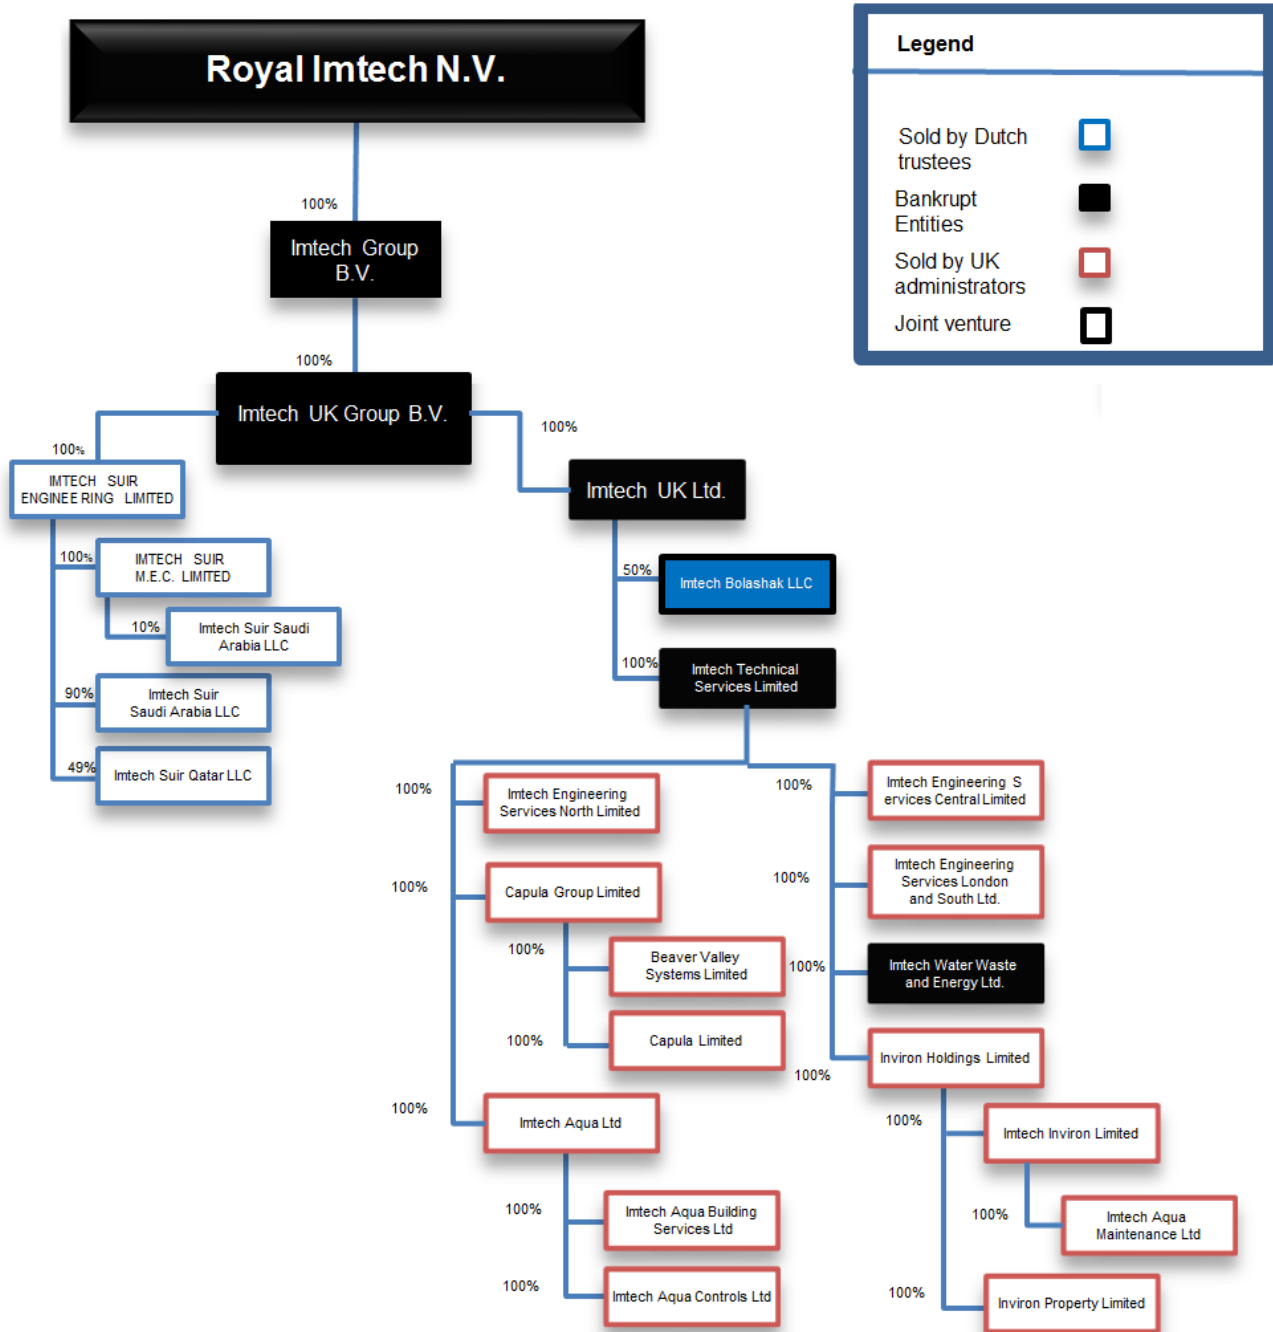 Royal Imtech N.V.
Legend
Sold by Dutch
trustees
Bankrupt
Entities
Sold by UK
administrators
Joint venture
100%
Imtech Group
B.V.
100%
Imtech UK Group B.V.
100%
100%
IMTECH SUIR
ENGINEE RING LIMITED
Imtech UK Ltd.
100%
IMTECH SUIR
M.E.C. LIMITED
50%
Imtech Bolashak LLC
10%
Imtech Suir Saudi
Arabia LLC
100%
Imtech Technical
Services Limited
90%
Imtech Suir
Saudi Arabia LLC
49%
Imtech Suir Qatar LLC
100%
Imtech Engineering
Services North Limited
100%
Imtech Engineering S
ervices Central Limited
100%
Capula Group Limited
100%
Imtech Engineering
Services London
and South Ltd.
100%
Beaver Valley
Systems Limited
100%
Imtech Water Waste
and Energy Ltd.
100%
Capula Limited
100%
Inviron Holdings Limited
100%
Imtech Aqua Ltd
100%
Imtech Inviron Limited
100%
Imtech Aqua Building
Services Ltd
100%
Imtech Aqua
Maintenance Ltd
100%
Imtech Aqua Controls Ltd
100%
Inviron Property Limited